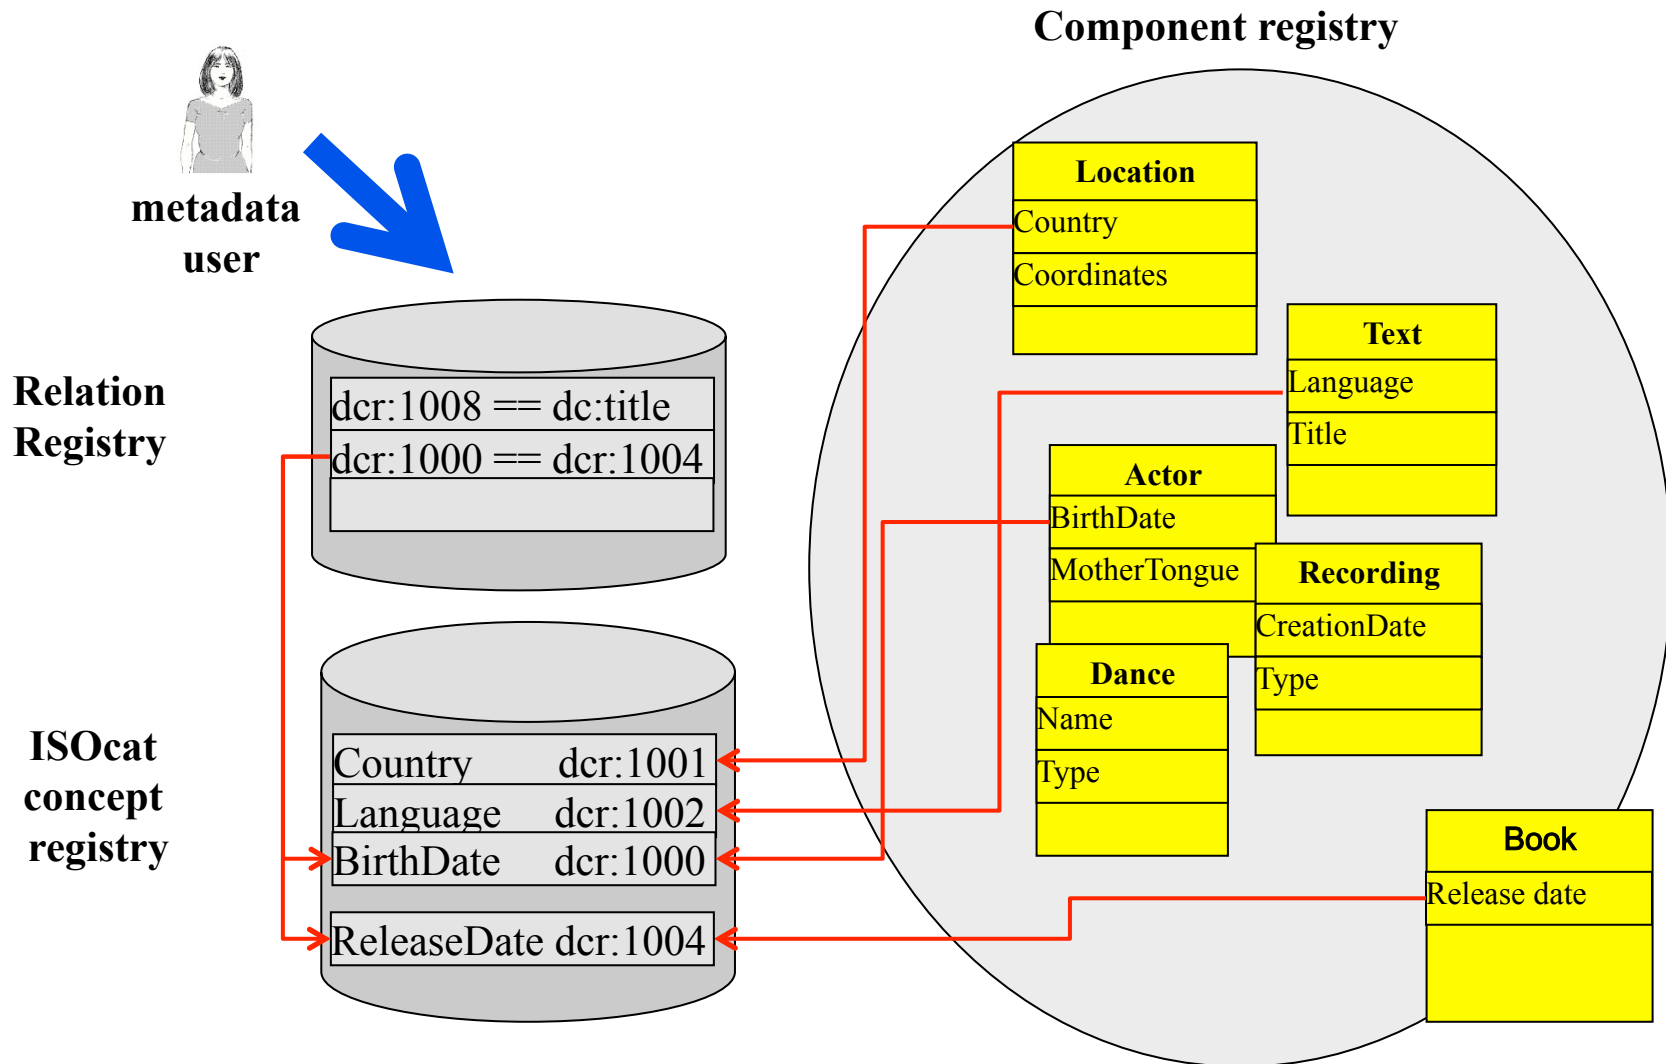 Component registry
metadata
user
Relation
Registry
dcr:1008 == dc:title
dcr:1000 == dcr:1004
ISOcat
concept
registry
Country dcr:1001
Language dcr:1002
BirthDate dcr:1000
ReleaseDate dcr:1004
Location
Country
Coordinates
Text
Language
Title
Actor
BirthDate
MotherTongue
Recording
CreationDate
Type
Dance
Name
Type
Book
Release date